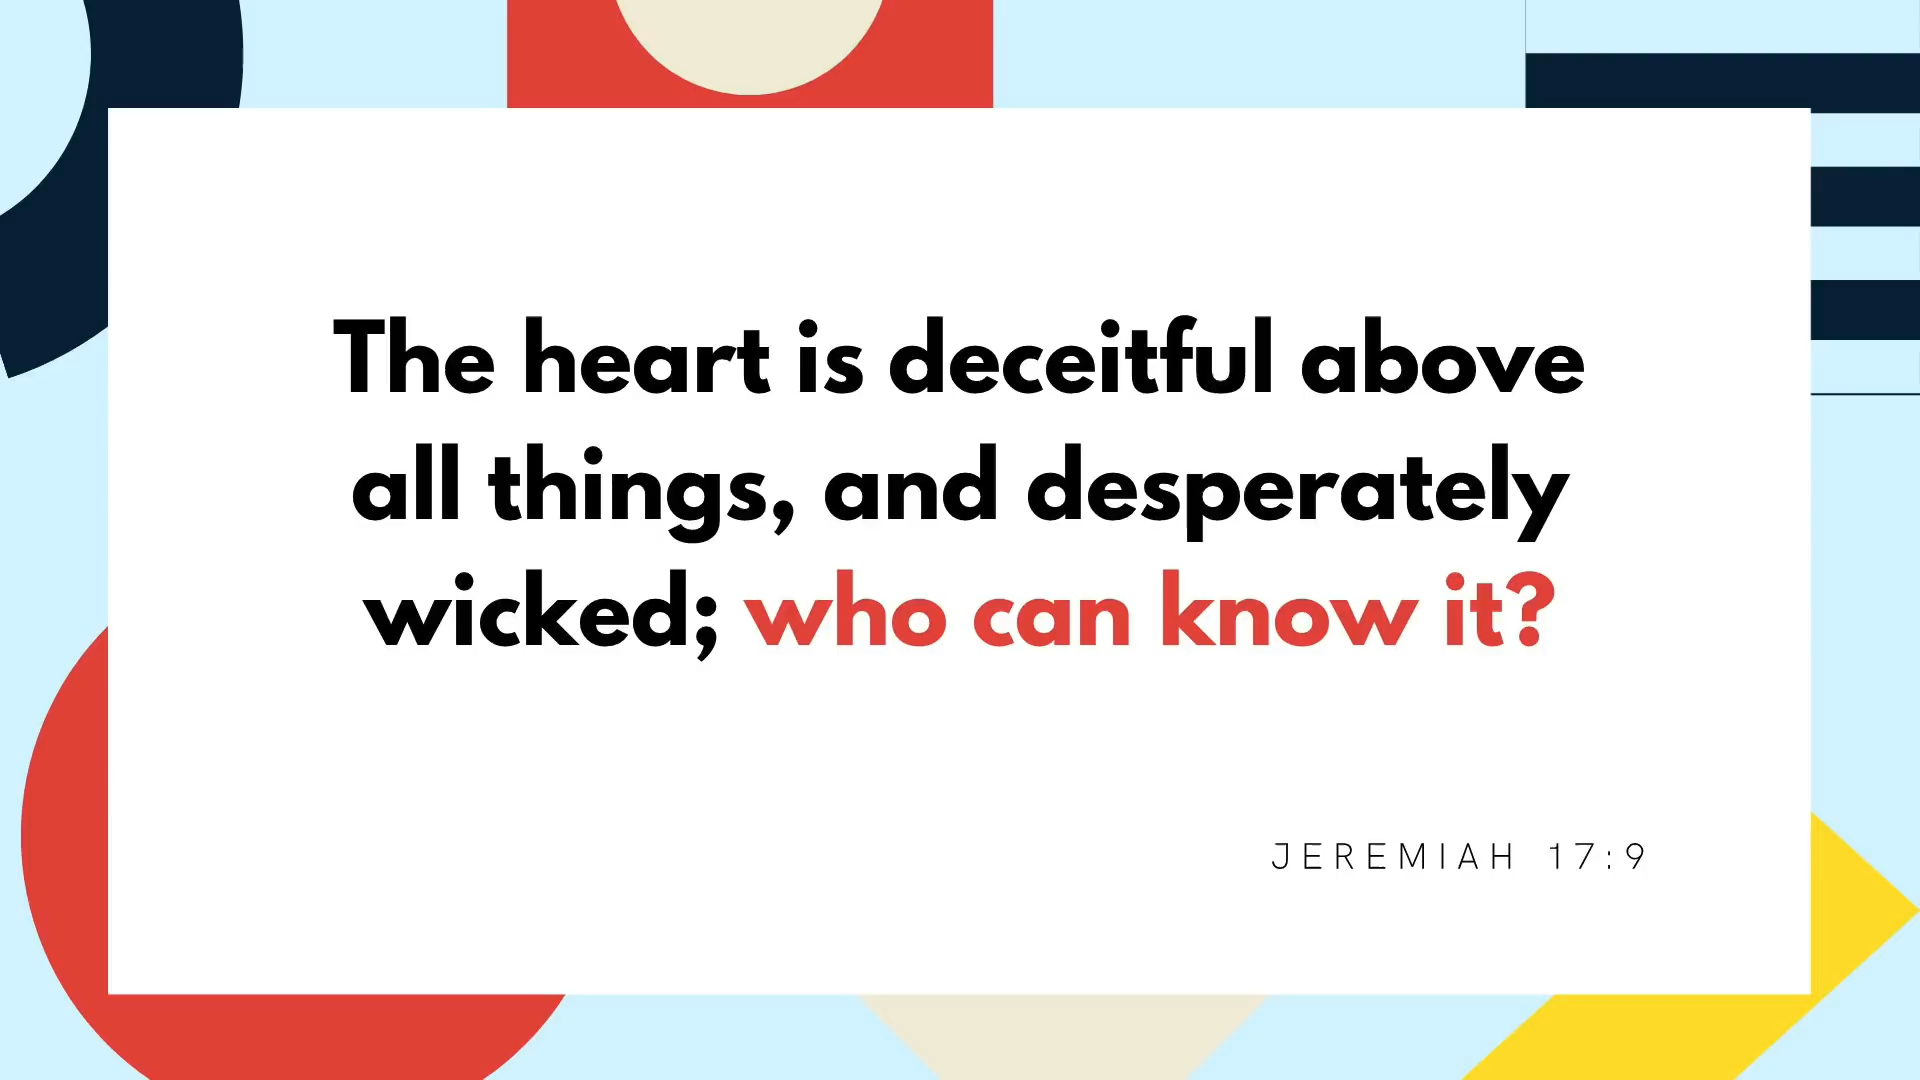 The heart is deceitful above
all things, and desperately
wicked; who can know it?
JEREMIAH 17:9